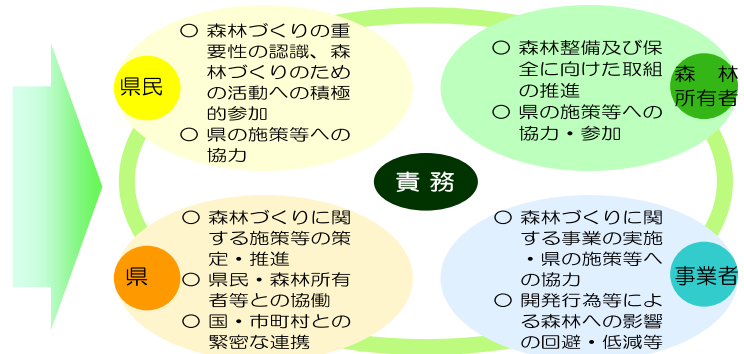 県民
○ 森林づくりの重
要性の認識、森
林づくりのため
の活動への積極
的参加
○ 県の施策等への
協力
○ 森林整備及び保
全に向けた取組
の推進
○ 県の施策等への
協力・参加
森 林
所有者
責 務
県
○ 森林づくりに関
する施策等の策
定・推進
○ 県民・森林所有
者等との協働
○ 国・市町村との
緊密な連携
○ 森林づくりに関
する事業の実施
・県の施策等へ
の協力
○ 開発行為等によ
る森林への影響
の回避・低減等
事業者